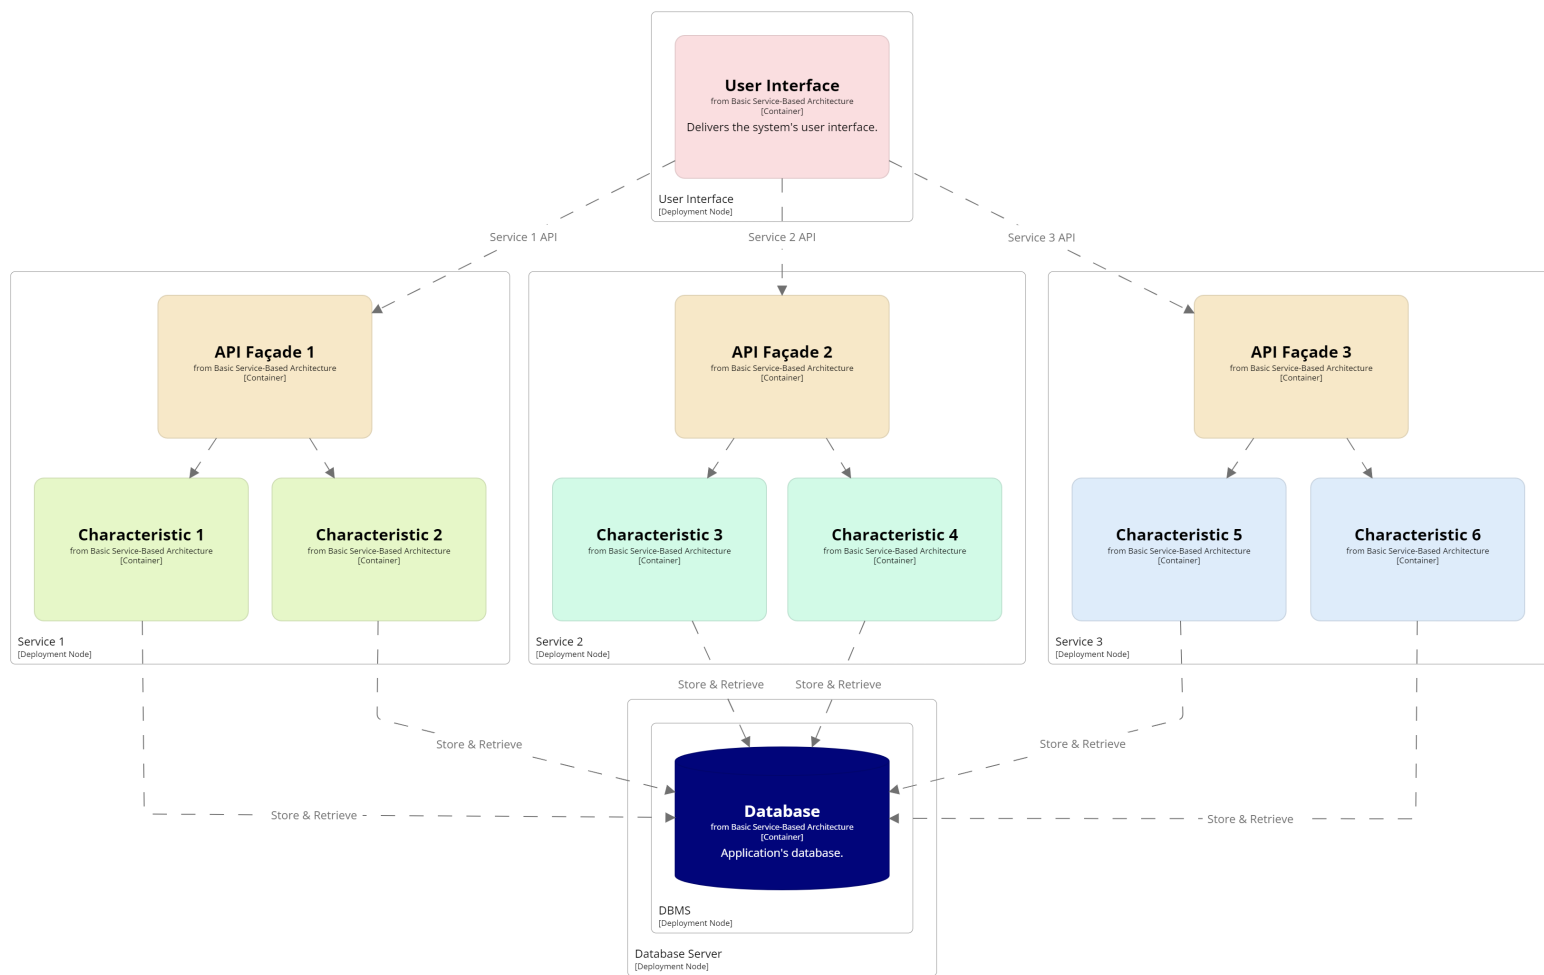 User Interface
from Basic Service-Based Architecture
[Container]
Delivers the system's user interface.
User Interface
[Deployment Node]
Service 1 API
Service 2 API
Service 3 API
API Façade 1
from Basic Service-Based Architecture
[Container]
API Façade 2
from Basic Service-Based Architecture
[Container]
API Façade 3
from Basic Service-Based Architecture
[Container]
Characteristic 1
from Basic Service-Based Architecture
[Container]
Characteristic 2
from Basic Service-Based Architecture
[Container]
Characteristic 3
from Basic Service-Based Architecture
[Container]
Characteristic 4
from Basic Service-Based Architecture
[Container]
Characteristic 5
from Basic Service-Based Architecture
[Container]
Characteristic 6
from Basic Service-Based Architecture
[Container]
Service 1
[Deployment Node]
Service 2
[Deployment Node]
Service 3
[Deployment Node]
Store & Retrieve
Store & Retrieve
Store & Retrieve
Store & Retrieve
Store & Retrieve
Store & Retrieve
Database
from Basic Service-Based Architecture
[Container]
Application's database.
DBMS
[Deployment Node]
Database Server
[Deployment Node]